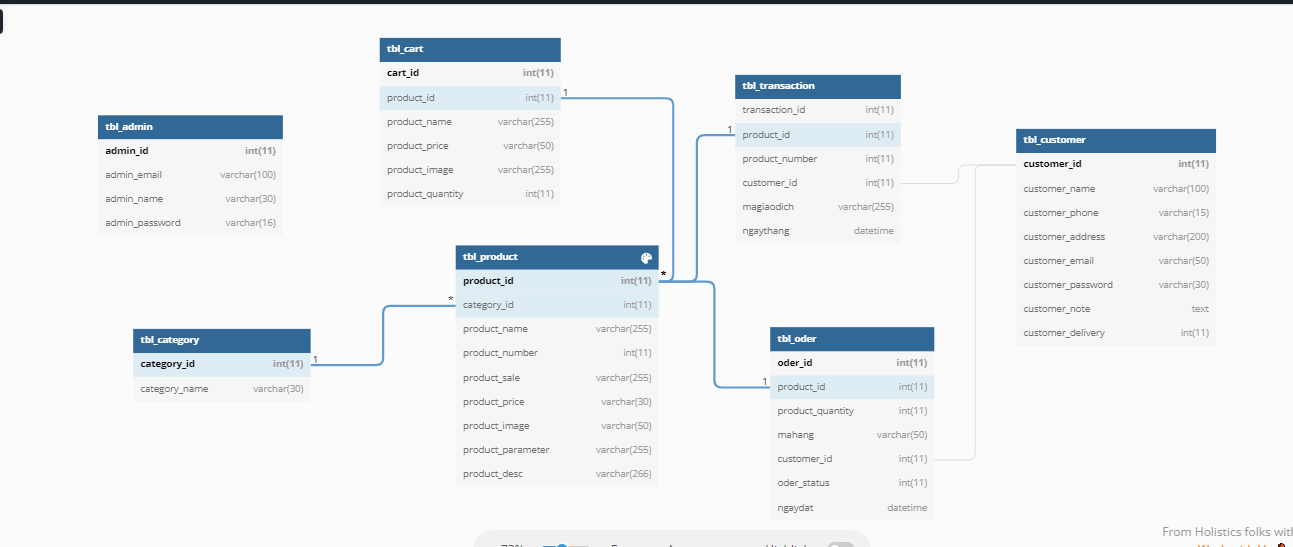 tbl_cart
cart_id int(11)
product_id int(11) 1
product_name varchar(255)
product_price varchar(50)
product_image varchar(255)
product_quantity int(11)
tbl_transaction
transaction_id int(11)
1 product_id int(11)
product_number int(11)
customer_id int(11)
magiaodich varchar(255)
ngaythang datetime
tbl_admin
admin_id int(11)
admin_email varchar(100)
admin_name varchar(30)
admin_password varchar(16)
tbl_customer
customer_id int(11)
customer_name varchar(100)
customer_phone varchar(15)
customer_address varchar(200)
customer_email varchar(50)
customer_password varchar(30)
customer_note text
customer_delivery int(11)
tbl_product
product_id int(11) *
* category_id int(11)
product_name varchar(255)
product_number int(11)
product_sale varchar(255)
product_price varchar(30)
product_image varchar(50)
product_parameter varchar(255)
product_desc varchar(266)
tbl_category
category_id int(11) 1
category_name varchar(30)
tbl_oder
oder_id int(11)
1 product_id int(11)
product_quantity int(11)
mahang varchar(50)
customer_id int(11)
oder_status int(11)
ngaydat datetime
From Holistics folks with